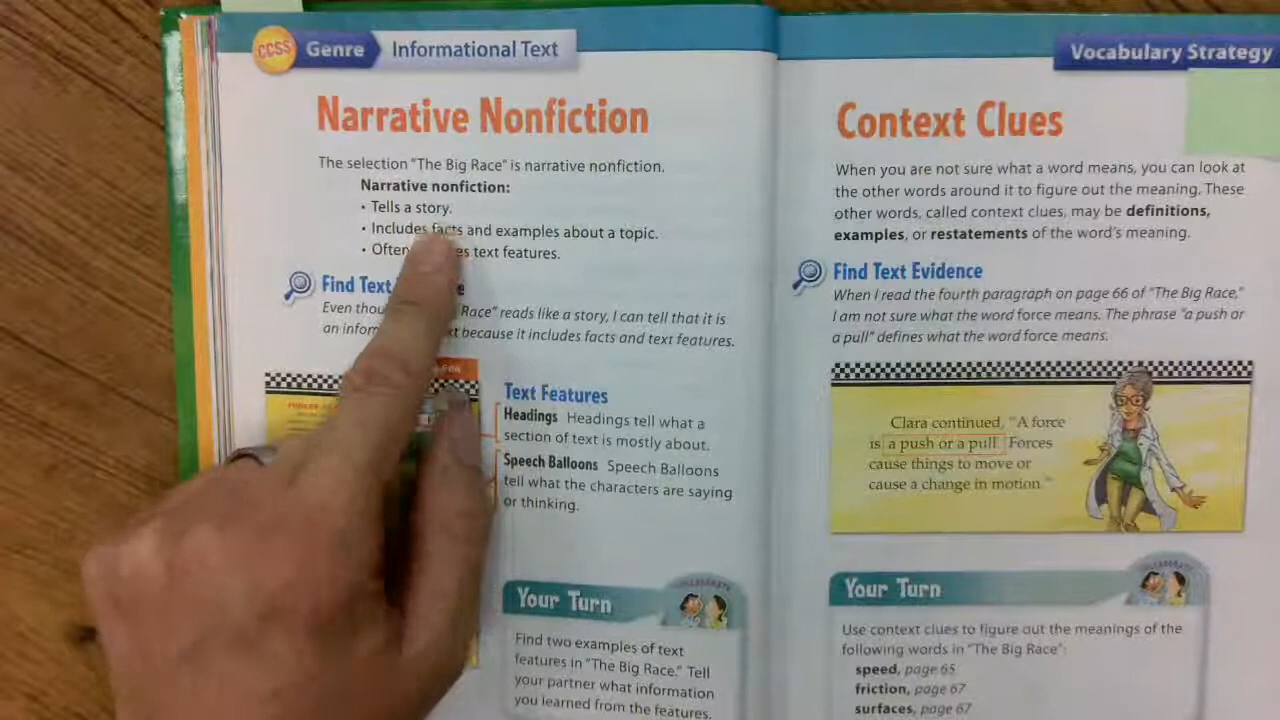 CCSS Genre Informational Text
Narrative Nonfiction
The selection "The Big Race" is narrative nonfiction.
Narrative nonfiction:
• Tells a story.
• Includes facts and examples about a topic.
• Often es text features.
Find Text e
Even thou Race" reads like a story, I can tell that it is
an inform xt because it includes facts and text features.
Text Features
Headings Headings tell what a
section of text is mostly about.
Speech Balloons Speech Balloons
tell what the characters are saying
or thinking.
Your Turn
COLLABORATE
Find two examples of text
features in "The Big Race." Tell
your partner what information
you learned from the features.
Vocabulary Strategy
Context Clues
When you are not sure what a word means, you can look at
the other words around it to figure out the meaning. These
other words, called context clues, may be definitions,
examples, or restatements of the word's meaning.
Find Text Evidence
When I read the fourth paragraph on page 66 of "The Big Race,"
I am not sure what the word force means. The phrase "a push or
a pull" defines what the word force means.
Clara continued, "A force
is a push or a pull. Forces
cause things to move or
cause a change in motion."
Your Turn
COLLABORATE
Use context clues to figure out the meanings of the
following words in "The Big Race":
speed, page 65
friction, page 67
surfaces, page 67